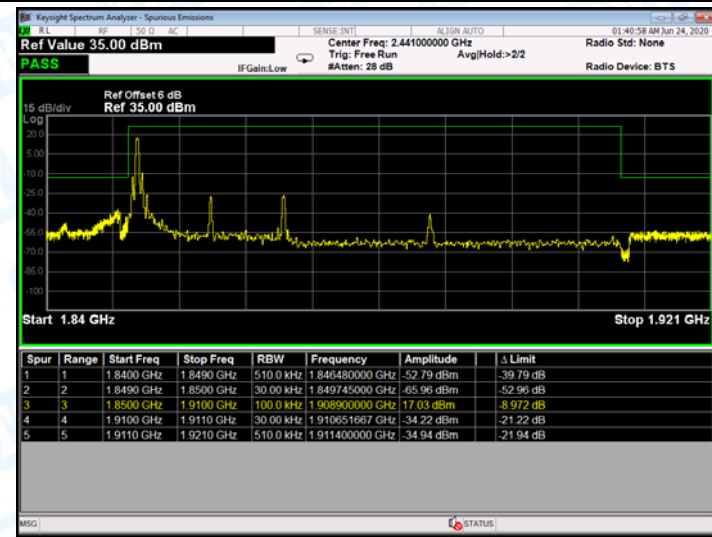 Keysight Spectrum Analyzer - Spurious Emissions
RL RF 50 Ω AC SENSE:INT ALIGN AUTO 01:40:58 AM Jun 24, 2020
Ref Value 35.00 dBm Center Freq: 2.441000000 GHz Radio Std: None
Trig: Free Run Avg|Hold:>2/2
PASS IFGain:Low #Atten: 28 dB Radio Device: BTS
Ref Offset 6 dB
15 dB/div Ref 35.00 dBm
Log
20.0
5.00
-10.0
-25.0
-40.0
-55.0
-70.0
-85.0
-100
Start 1.84 GHz Stop 1.921 GHz
Spur Range Start Freq Stop Freq RBW Frequency Amplitude Δ Limit
1 1 1.8400 GHz 1.8490 GHz 510.0 kHz 1.846480000 GHz -52.79 dBm -39.79 dB
2 2 1.8490 GHz 1.8500 GHz 30.00 kHz 1.849745000 GHz -65.96 dBm -52.96 dB
3 3 1.8500 GHz 1.9100 GHz 100.0 kHz 1.908900000 GHz 17.03 dBm -8.972 dB
4 4 1.9100 GHz 1.9110 GHz 30.00 kHz 1.910651667 GHz -34.22 dBm -21.22 dB
5 5 1.9110 GHz 1.9210 GHz 510.0 kHz 1.911400000 GHz -34.94 dBm -21.94 dB
MSG STATUS